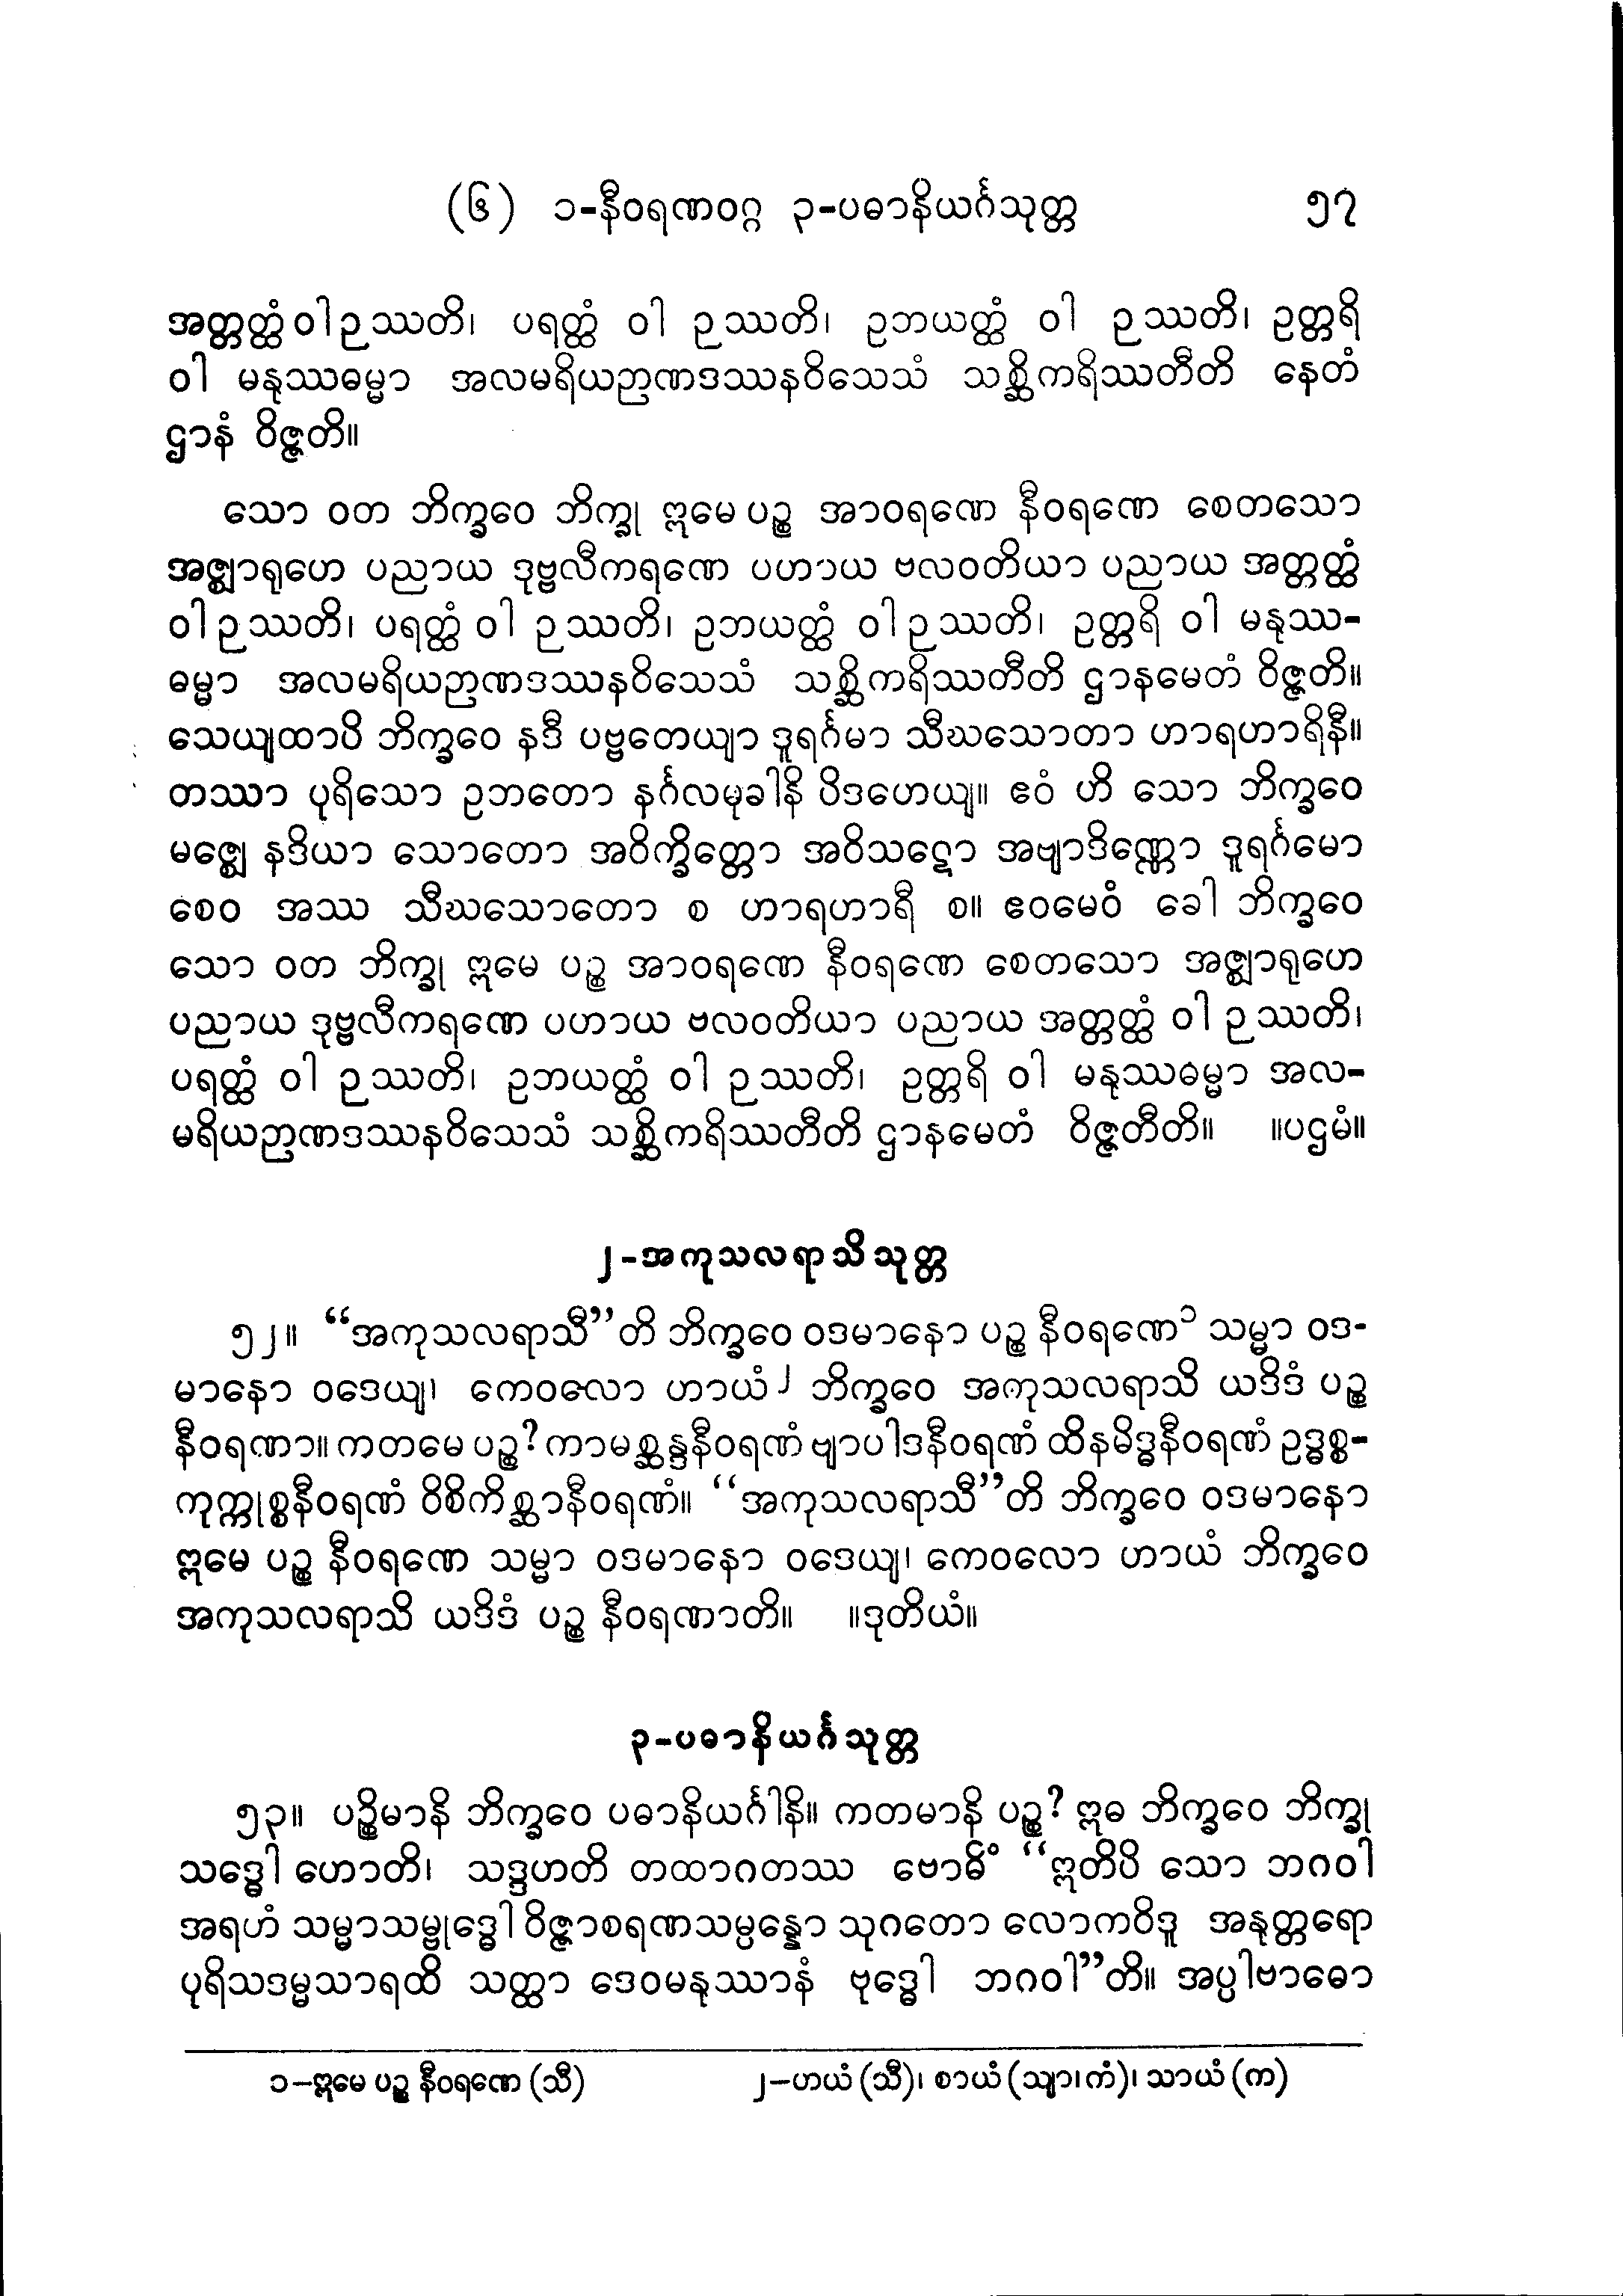 (၆) ၁-နီဝရဏဝဂ္ဂ ၃-ပဓာနိယင်္ဂသုတ္တ ၅၇
အတ္တတ္ထံ ဝါ ဉဿတိ၊ ပရတ္ထံ ဝါ ဉဿတိ၊ ဥဘယတ္ထံ ဝါ ဉဿတိ၊ ဥတ္တရိ
ဝါ မနုဿဓမ္မာ အလမရိယဉာဏဒဿနဝိသေသံ သစ္ဆိကရိဿတီတိ နေတံ
ဌာနံ ဝိဇ္ဇတိ။
သော ဝတ ဘိက္ခဝေ ဘိက္ခု ဣမေ ပဉ္စ အာဝရဏေ နီဝရဏေ စေတသော
အဇ္ဈာရုဟေ ပညာယ ဒုဗ္ဗလီကရဏေ ပဟာယ ဗလဝတိယာ ပညာယ အတ္တတ္ထံ
ဝါ ဉဿတိ၊ ပရတ္ထံ ဝါ ဉဿတိ၊ ဥဘယတ္ထံ ဝါ ဉဿတိ၊ ဥတ္တရိ ဝါ မနုဿ-
ဓမ္မာ အလမရိယဉာဏဒဿနဝိသေသံ သစ္ဆိကရိဿတီတိ ဌာနမေတံ ဝိဇ္ဇတိ။
သေယျထာပိ ဘိက္ခဝေ နဒီ ပဗ္ဗတေယျာ ဒူရင်္ဂမာ သီဃသောတာ ဟာရဟာရိနီ။
တဿာ ပုရိသော ဥဘတော နင်္ဂလမုခါနိ ပိဒဟေယျ။ ဧဝံ ဟိ သော ဘိက္ခဝေ
မဇ္ဈေ နဒိယာ သောတော အဝိက္ခိတ္တော အဝိသဋော အဗျာဒိဏ္ဏော ဒူရင်္ဂမော
စေဝ အဿ သီဃသောတော စ ဟာရဟာရီ စ။ ဧဝမေဝံ ခေါ ဘိက္ခဝေ
သော ဝတ ဘိက္ခု ဣမေ ပဉ္စ အာဝရဏေ နီဝရဏေ စေတသော အဇ္ဈာရုဟေ
ပညာယ ဒုဗ္ဗလီကရဏေ ပဟာယ ဗလဝတိယာ ပညာယ အတ္တတ္ထံ ဝါ ဉဿတိ၊
ပရတ္ထံ ဝါ ဉဿတိ၊ ဥဘယတ္ထံ ဝါ ဉဿတိ၊ ဥတ္တရိ ဝါ မနုဿဓမ္မာ အလ-
မရိယဉာဏဒဿနဝိသေသံ သစ္ဆိကရိဿတီတိ ဌာနမေတံ ဝိဇ္ဇတီတိ။ ။ပဌမံ။
၂-အကုသလရာသိသုတ္တ
၅၂။ “အကုသလရာသီ”တိ ဘိက္ခဝေ ဝဒမာနော ပဉ္စ နီဝရဏေ၁ သမ္မာ ဝဒ-
မာနော ဝဒေယျ၊ ကေဝလော ဟာယံ၂ ဘိက္ခဝေ အကုသလရာသိ ယဒိဒံ ပဉ္စ
နီဝရဏာ။ ကတမေ ပဉ္စ? ကာမစ္ဆန္ဒနီဝရဏံ ဗျာပါဒနီဝရဏံ ထိနမိဒ္ဓနီဝရဏံ ဥဒ္ဓစ္စ-
ကုက္ကုစ္စနီဝရဏံ ဝိစိကိစ္ဆာနီဝရဏံ။ “အကုသလရာသီ”တိ ဘိက္ခဝေ ဝဒမာနော
ဣမေ ပဉ္စ နီဝရဏေ သမ္မာ ဝဒမာနော ဝဒေယျ၊ ကေဝလော ဟာယံ ဘိက္ခဝေ
အကုသလရာသိ ယဒိဒံ ပဉ္စ နီဝရဏာတိ။ ။ဒုတိယံ။
၃-ပဓာနိယင်္ဂသုတ္တ
၅၃။ ပဉ္စိမာနိ ဘိက္ခဝေ ပဓာနိယင်္ဂါနိ။ ကတမာနိ ပဉ္စ? ဣဓ ဘိက္ခဝေ ဘိက္ခု
သဒ္ဓေါ ဟောတိ၊ သဒ္ဒဟတိ တထာဂတဿ ဗောဓိံ “ဣတိပိ သော ဘဂဝါ
အရဟံ သမ္မာသမ္ဗုဒ္ဓေါ ဝိဇ္ဇာစရဏသမ္ပန္နော သုဂတော လောကဝိဒူ အနုတ္တရော
ပုရိသဒမ္မသာရထိ သတ္ထာ ဒေဝမနုဿာနံ ဗုဒ္ဓေါ ဘဂဝါ”တိ။ အပ္ပါဗာဓော
၁-ဣမေ ပဉ္စ နီဝရဏေ (သီ) ၂-ဟယံ (သီ)၊ စာယံ (သျာ၊ကံ)၊ သာယံ (က)